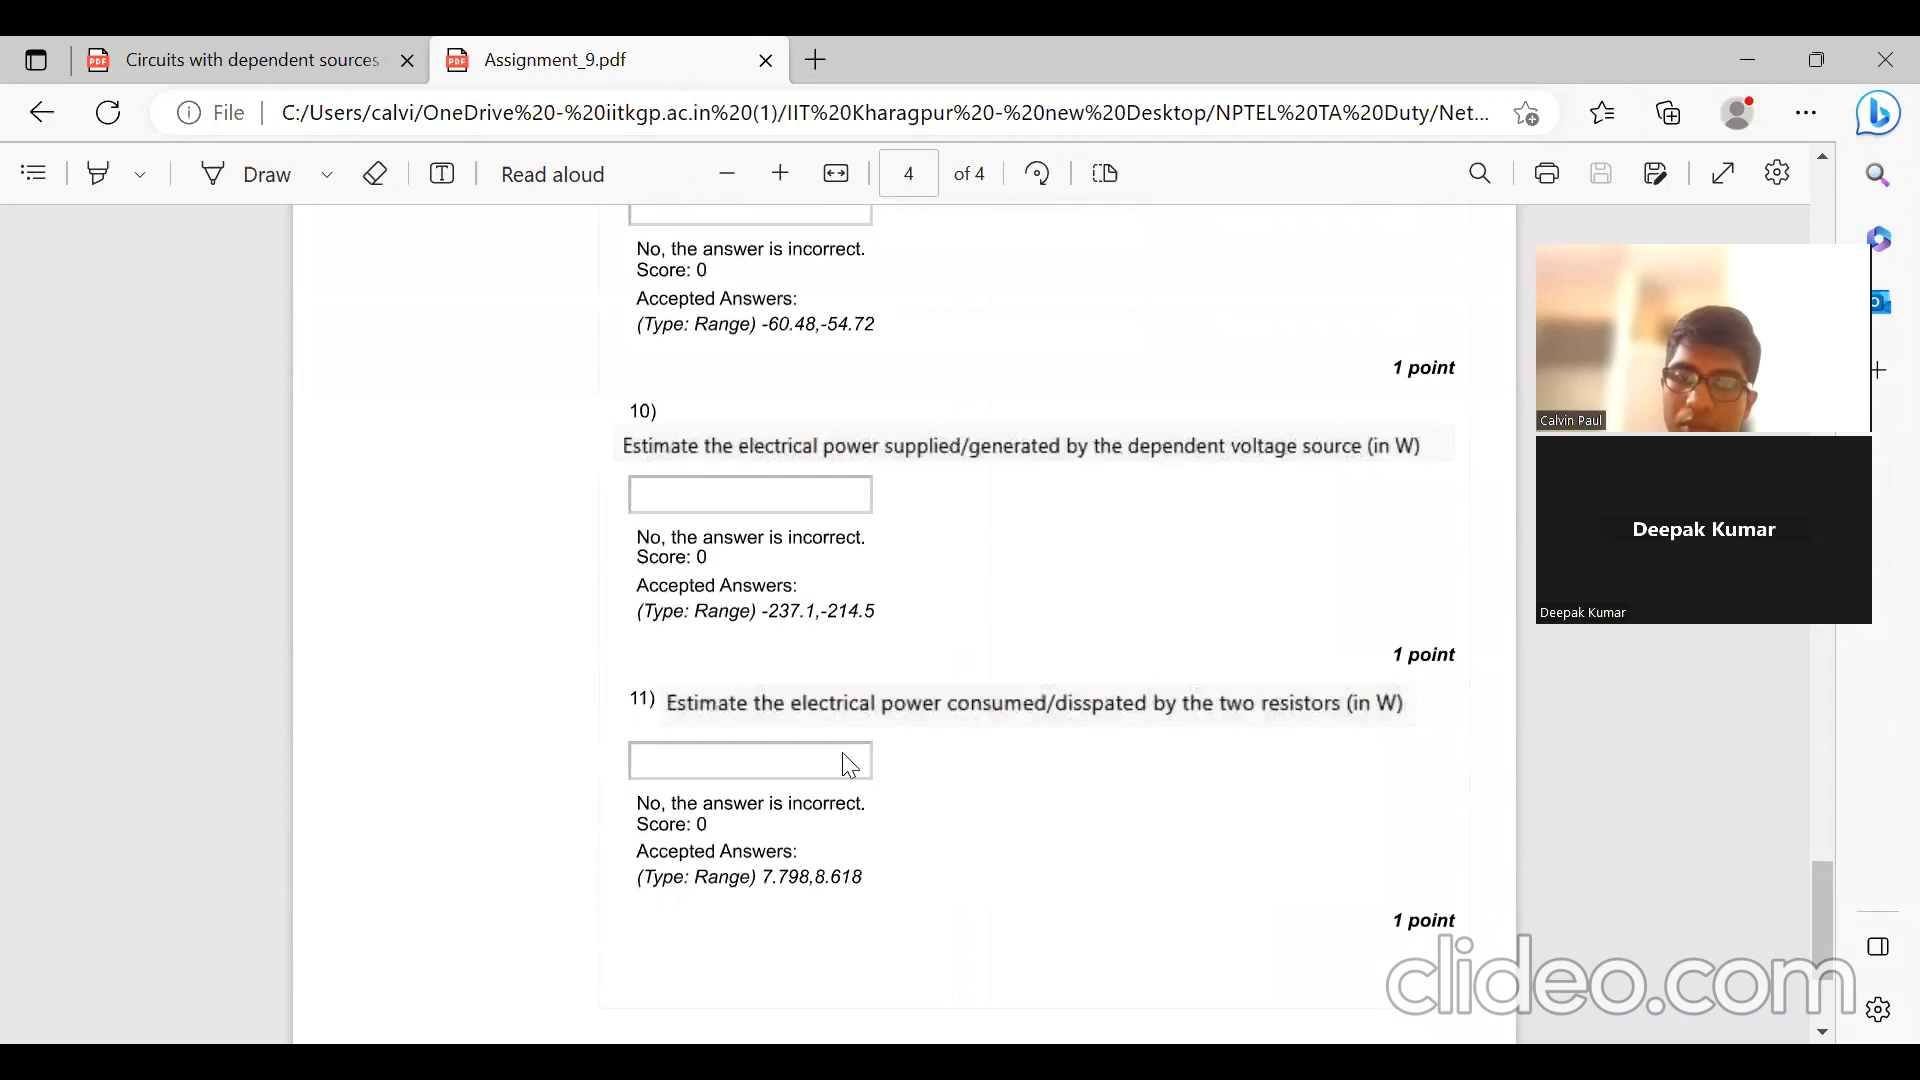 Circuits with dependent sources
Assignment_9.pdf
File
C:/Users/calvi/OneDrive%20-%20iitkgp.ac.in%20(1)/IIT%20Kharagpur%20-%20new%20Desktop/NPTEL%20TA%20Duty/Net...
Draw
Read aloud
4 of 4
No, the answer is incorrect.
Score: 0
Accepted Answers:
(Type: Range) -60.48,-54.72
1 point
10)
Estimate the electrical power supplied/generated by the dependent voltage source (in W)
No, the answer is incorrect.
Score: 0
Accepted Answers:
(Type: Range) -237.1,-214.5
1 point
11) Estimate the electrical power consumed/disspated by the two resistors (in W)
No, the answer is incorrect.
Score: 0
Accepted Answers:
(Type: Range) 7.798,8.618
1 point
Calvin Paul
Deepak Kumar
Deepak Kumar
clideo.com